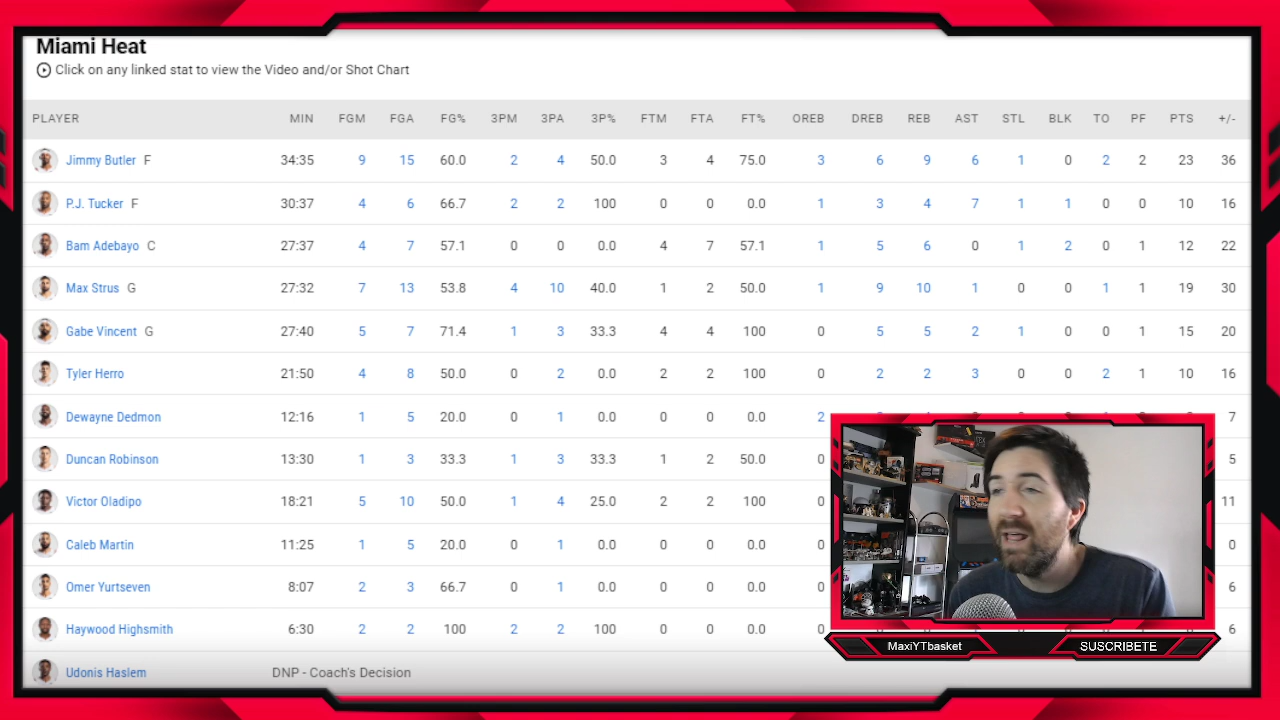 Miami Heat
Click on any linked stat to view the Video and/or Shot Chart
PLAYER MIN FGM FGA FG% 3PM 3PA 3P% FTM FTA FT% OREB DREB REB AST STL BLK TO PF PTS +/-
Jimmy Butler F 34:35 9 15 60.0 2 4 50.0 3 4 75.0 3 6 9 6 1 0 2 2 23 36
P.J. Tucker F 30:37 4 6 66.7 2 2 100 0 0 0.0 1 3 4 7 1 1 0 0 10 16
Bam Adebayo C 27:37 4 7 57.1 0 0 0.0 4 7 57.1 1 5 6 0 1 2 0 1 12 22
Max Strus G 27:32 7 13 53.8 4 10 40.0 1 2 50.0 1 9 10 1 0 0 1 1 19 30
Gabe Vincent G 27:40 5 7 71.4 1 3 33.3 4 4 100 0 5 5 2 1 0 0 1 15 20
Tyler Herro 21:50 4 8 50.0 0 2 0.0 2 2 100 0 2 2 3 0 0 2 1 10 16
Dewayne Dedmon 12:16 1 5 20.0 0 1 0.0 0 0 0.0 2 7
Duncan Robinson 13:30 1 3 33.3 1 3 33.3 1 2 50.0 0 5
Victor Oladipo 18:21 5 10 50.0 1 4 25.0 2 2 100 0 11
Caleb Martin 11:25 1 5 20.0 0 1 0.0 0 0 0.0 0 0
Omer Yurtseven 8:07 2 3 66.7 0 1 0.0 0 0 0.0 0 6
Haywood Highsmith 6:30 2 2 100 2 2 100 0 0 0.0 0 6
Udonis Haslem DNP - Coach's Decision
MaxiYTbasket SUSCRIBETE